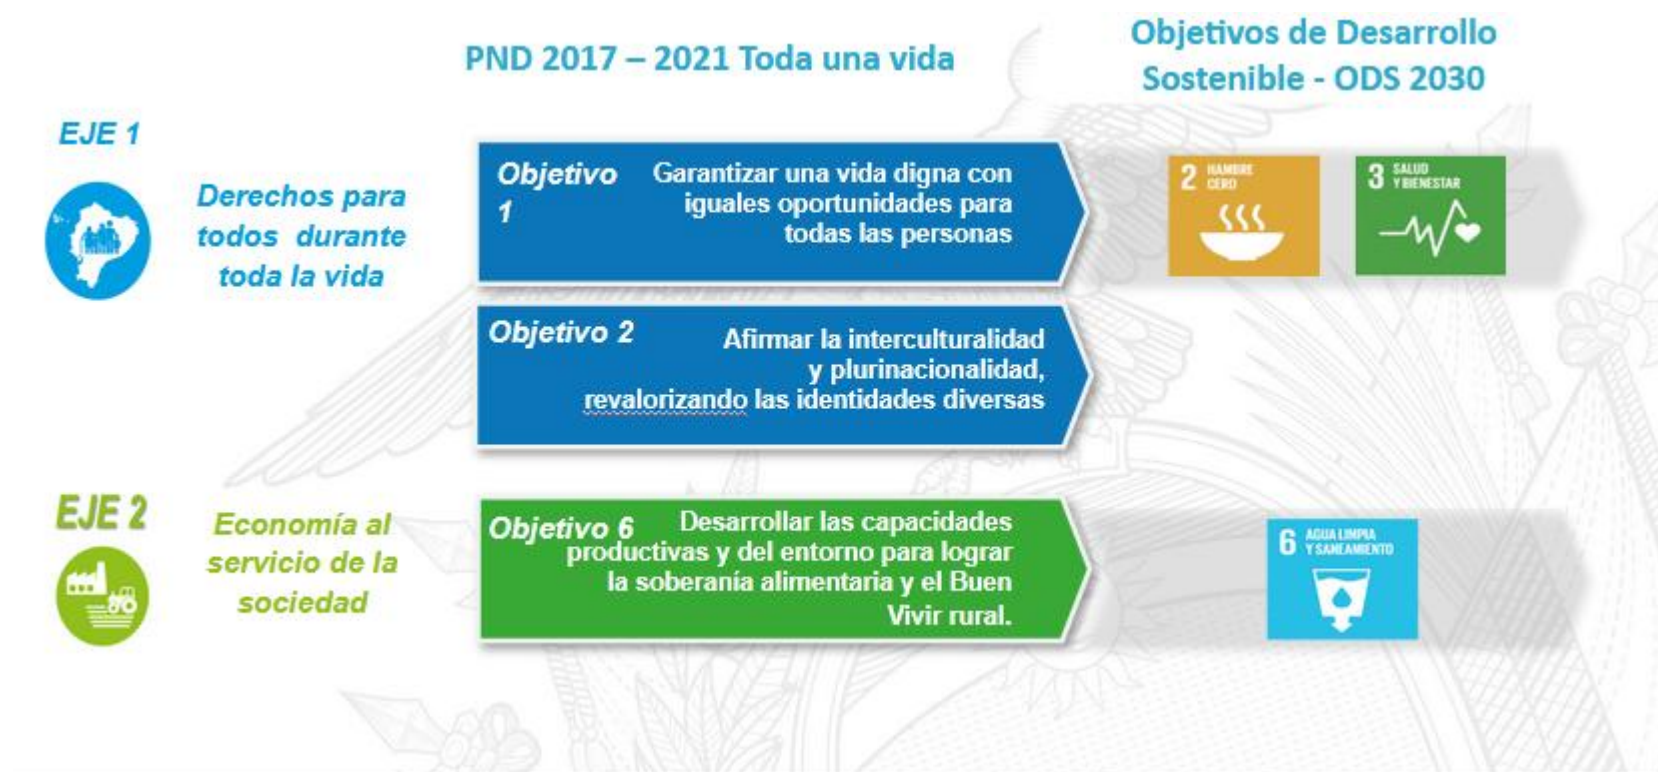 PND 2017 – 2021 Toda una vida
Objetivos de Desarrollo
Sostenible - ODS 2030
EJE 1
Derechos para
todos durante
toda la vida
Objetivo
1
Garantizar una vida digna con
iguales oportunidades para
todas las personas
2 HAMBRE
CERO
3 SALUD
Y BIENESTAR
Objetivo 2
Afirmar la interculturalidad
y plurinacionalidad,
revalorizando las identidades diversas
EJE 2
Economía al
servicio de la
sociedad
Objetivo 6
Desarrollar las capacidades
productivas y del entorno para lograr
la soberanía alimentaria y el Buen
Vivir rural.
6 AGUA LIMPIA
Y SANEAMIENTO